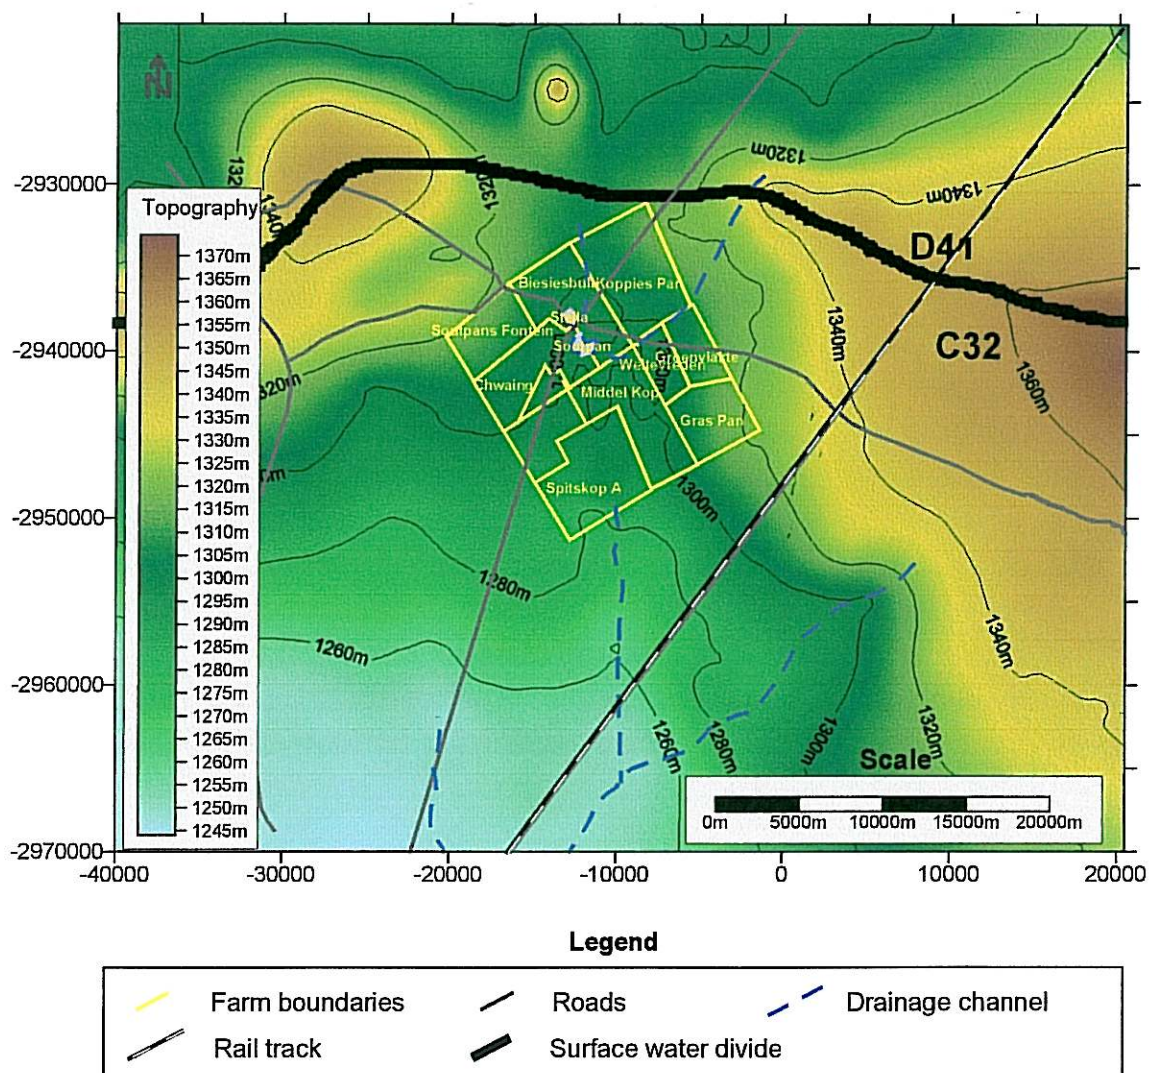 N
-2930000
-2940000
-2950000
-2960000
-2970000
Topography
1370m
1365m
1360m
1355m
1350m
1345m
1340m
1335m
1330m
1325m
1320m
1315m
1310m
1305m
1300m
1295m
1290m
1285m
1280m
1275m
1270m
1265m
1260m
1255m
1250m
1245m
1320m
1320m
1340m
D41
C32
1340m
1360m
Koppies Pan
Stella
Soutpans Fontein
Soutpan
Weltevreden
Groenvlakte
Chwaing
Middel Kop
Gras Pan
Spitskop A
1300m
1280m
1260m
1340m
1260m
1280m
1300m
1320m
Scale
0m 5000m 10000m 15000m 20000m
-40000 -30000 -20000 -10000 0 10000 20000
Legend
Farm boundaries Roads Drainage channel
Rail track Surface water divide